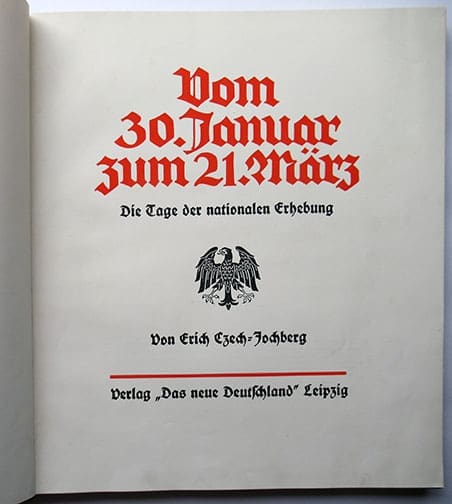 Vom
30. Januar
zum 21. März
Die Tage der nationalen Erhebung
Von Erich Czech-Jochberg
Verlag „Das neue Deutschland“ Leipzig